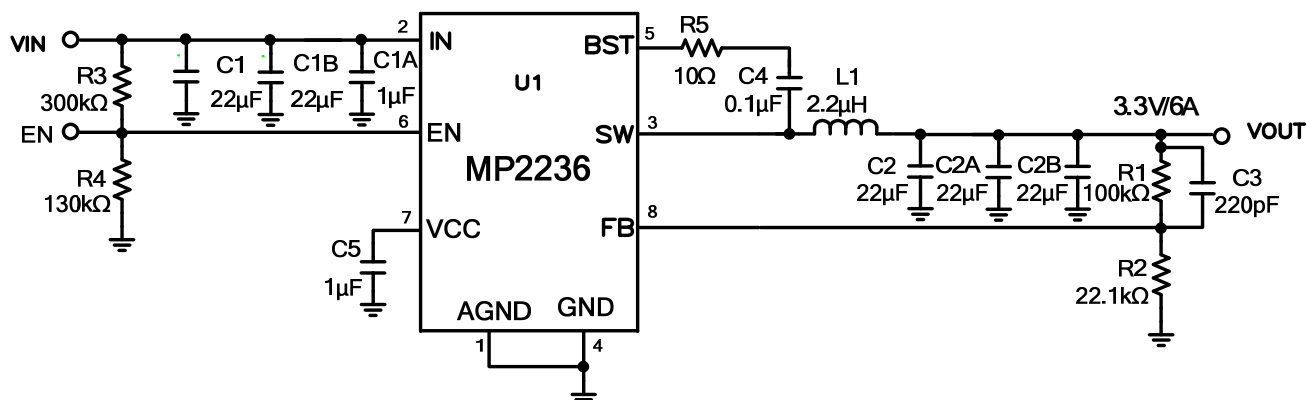 VIN
R3
300kΩ
EN
R4
130kΩ
C1
22µF
C1B
22µF
C1A
1µF
2
IN
6
EN
7
VCC
C5
1µF
U1
MP2236
AGND
GND
1
4
BST
5
SW
3
FB
8
R5
10Ω
C4
0.1µF
L1
2.2µH
3.3V/6A
VOUT
C2
22µF
C2A
22µF
C2B
22µF
R1
100kΩ
C3
220pF
R2
22.1kΩ